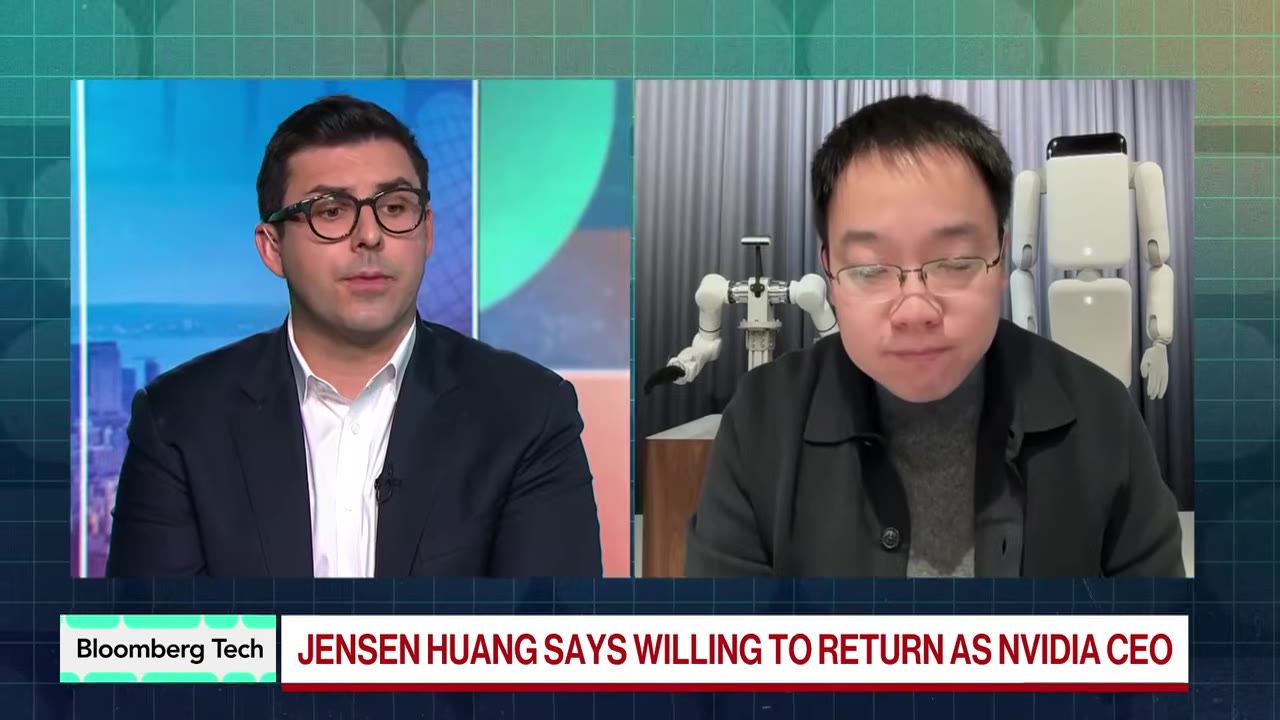 Bloomberg Tech
JENSEN HUANG SAYS WILLING TO RETURN AS NVIDIA CEO